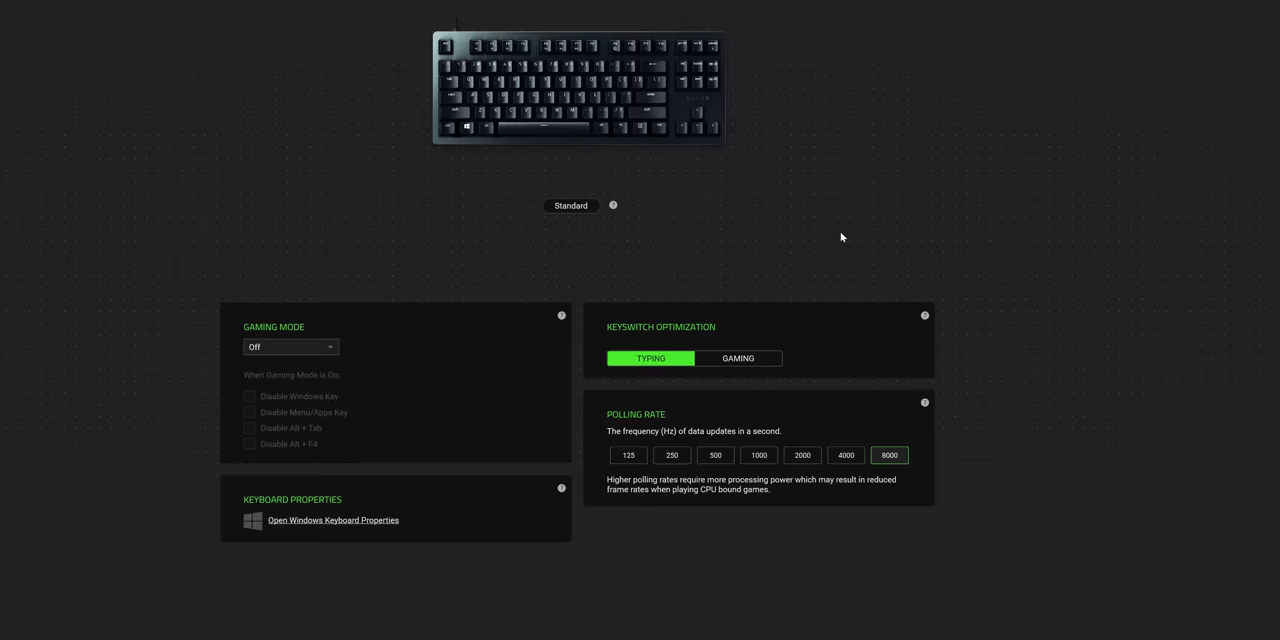 Standard
GAMING MODE
Off
When Gaming Mode is On:
Disable Windows Key
Disable Menu/Apps Key
Disable Alt + Tab
Disable Alt + F4
KEYBOARD PROPERTIES
Open Windows Keyboard Properties
KEYSWITCH OPTIMIZATION
TYPING GAMING
POLLING RATE
The frequency (Hz) of data updates in a second.
125 250 500 1000 2000 4000 8000
Higher polling rates require more processing power which may result in reduced
frame rates when playing CPU bound games.